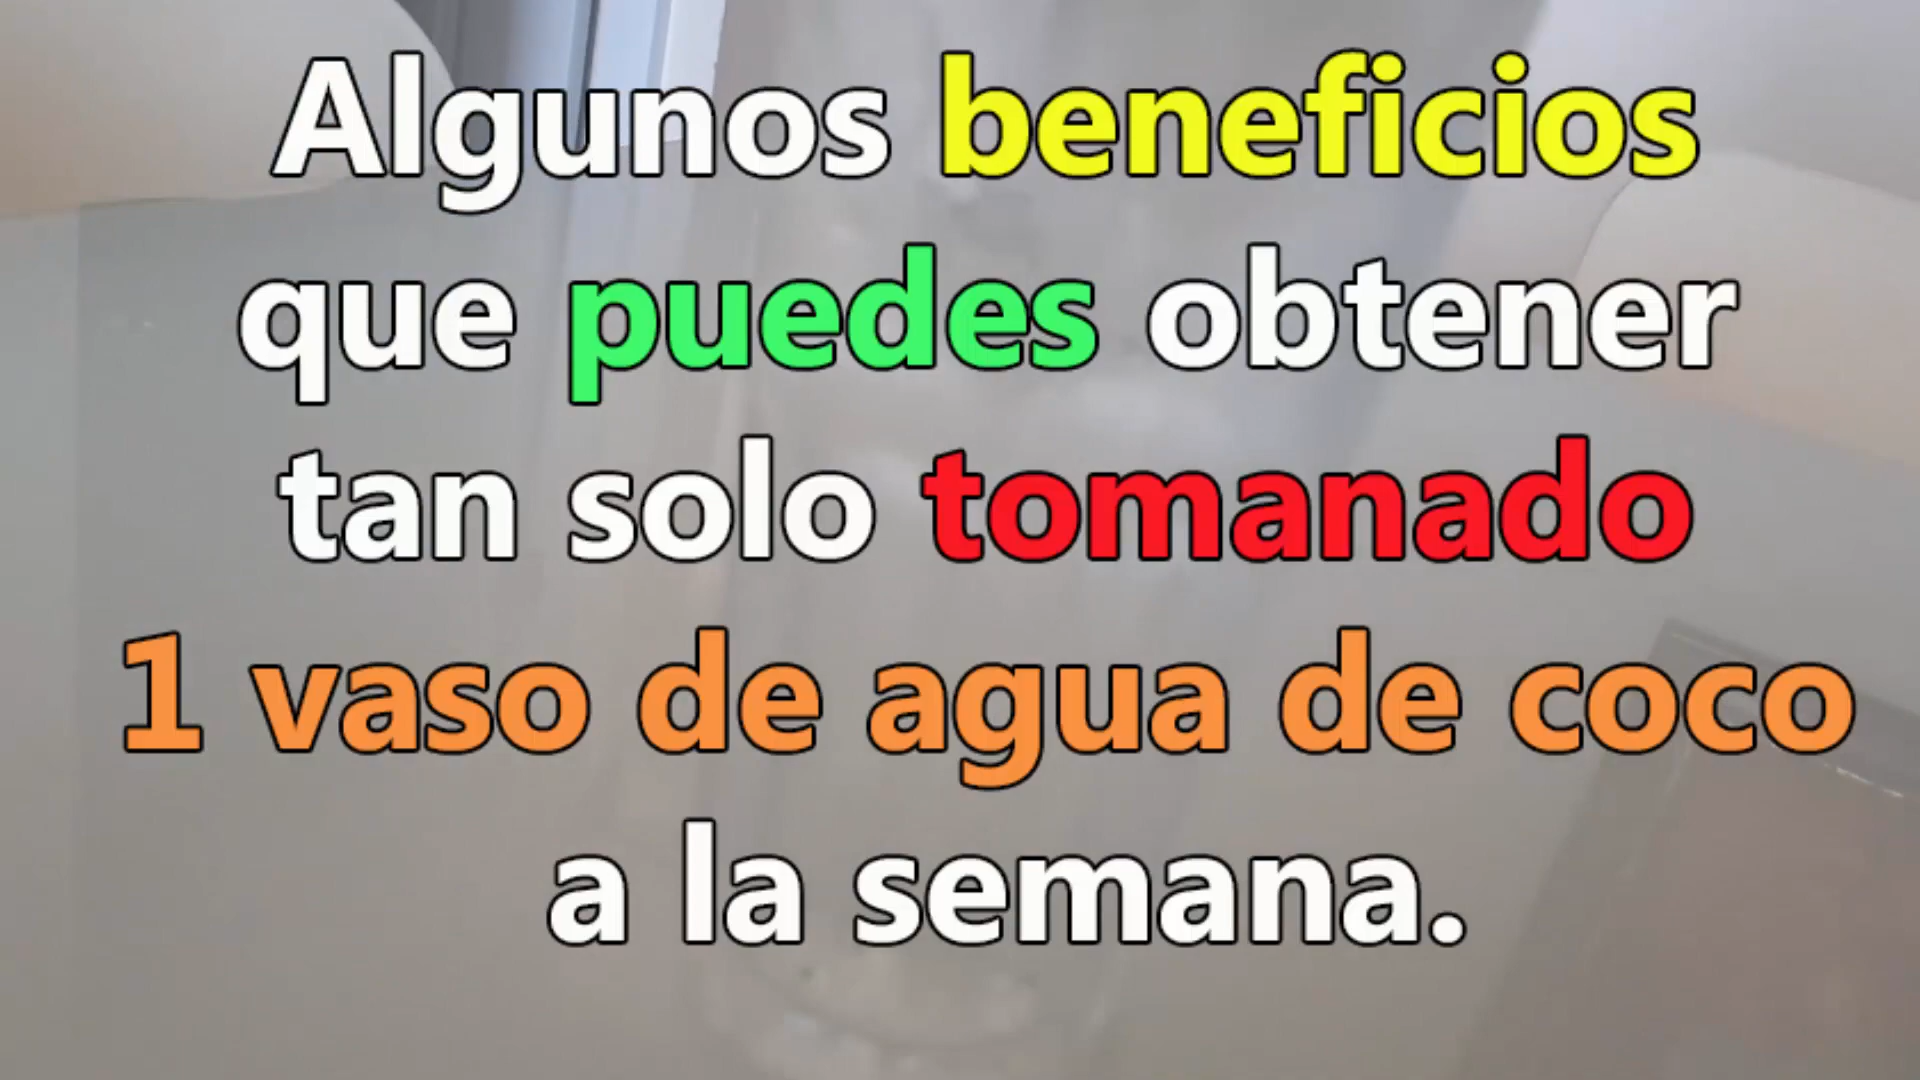 Algunos beneficios
que puedes obtener
tan solo tomanado
1 vaso de agua de coco
a la semana.